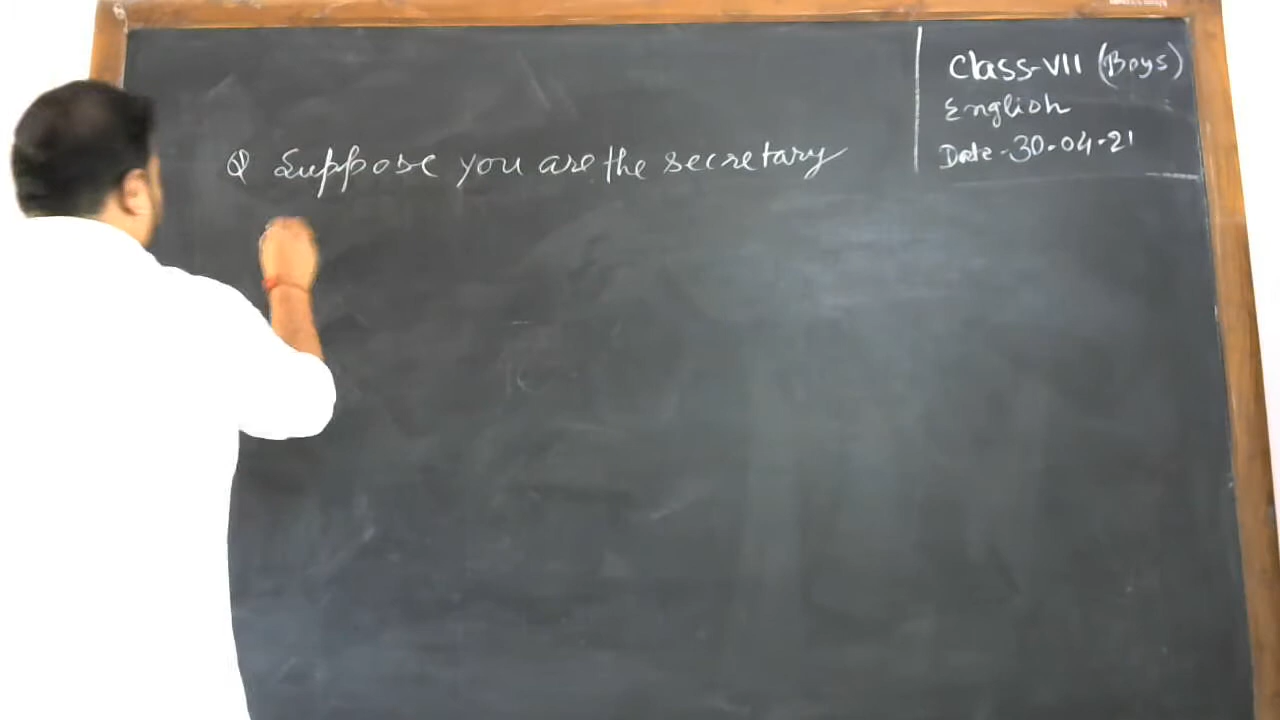 Class-VII (Boys)
English
Date-30-04-21
Q Suppose you are the secretary